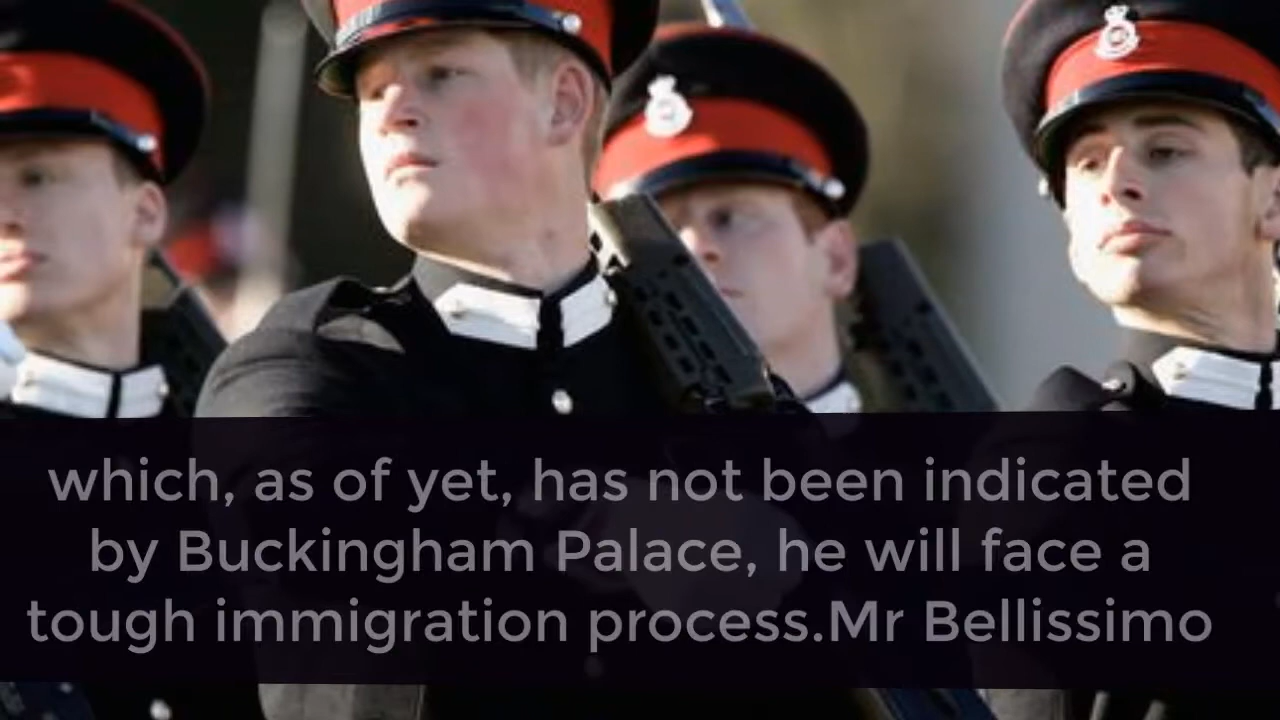 which, as of yet, has not been indicated
by Buckingham Palace, he will face a
tough immigration process.Mr Bellissimo